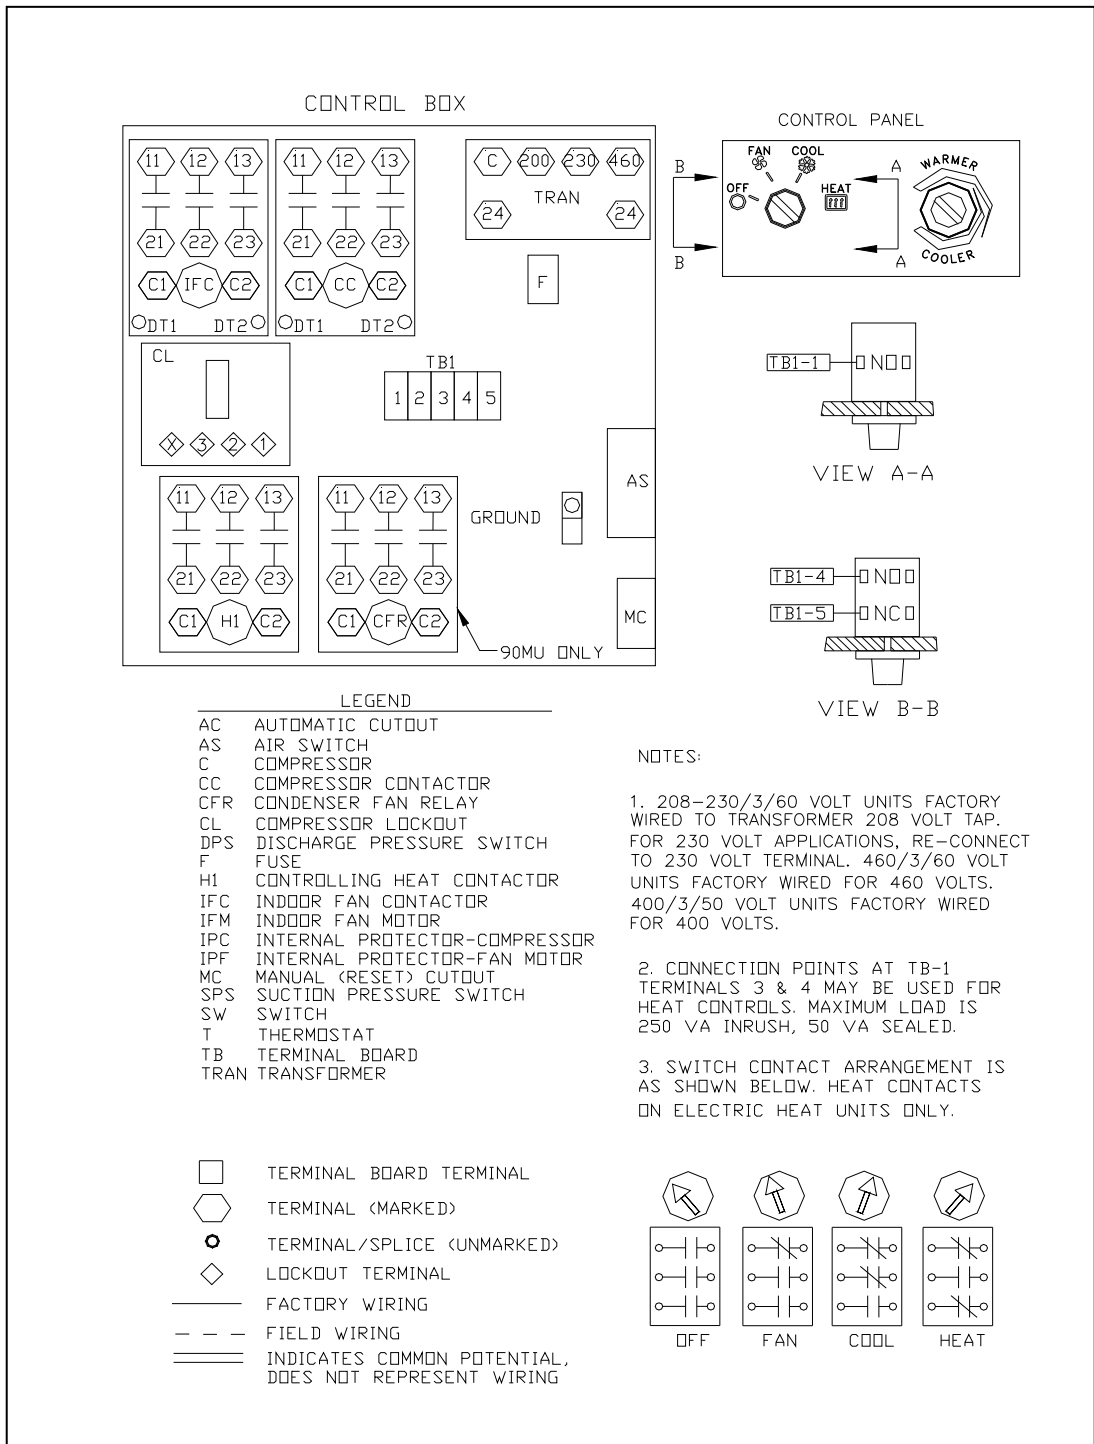 CONTROL BOX
11 12 13
21 22 23
C1 IFC C2
DT1 DT2
11 12 13
21 22 23
C1 CC C2
DT1 DT2
C 200 230 460
TRAN
24 24
F
CL
X 3 2 1
TB1
1 2 3 4 5
AS
GROUND
MC
11 12 13
21 22 23
C1 H1 C2
11 12 13
21 22 23
C1 CFR C2
90MU ONLY
CONTROL PANEL
FAN COOL
OFF HEAT
B
B
A
A
WARMER
COOLER
TB1-1 NO
VIEW A-A
TB1-4 NO
TB1-5 NC
VIEW B-B
LEGEND
AC AUTOMATIC CUTOUT
AS AIR SWITCH
C COMPRESSOR
CC COMPRESSOR CONTACTOR
CFR CONDENSER FAN RELAY
CL COMPRESSOR LOCKOUT
DPS DISCHARGE PRESSURE SWITCH
F FUSE
H1 CONTROLLING HEAT CONTACTOR
IFC INDOOR FAN CONTACTOR
IFM INDOOR FAN MOTOR
IPC INTERNAL PROTECTOR-COMPRESSOR
IPF INTERNAL PROTECTOR-FAN MOTOR
MC MANUAL (RESET) CUTOUT
SPS SUCTION PRESSURE SWITCH
SW SWITCH
T THERMOSTAT
TB TERMINAL BOARD
TRAN TRANSFORMER
NOTES:
1. 208-230/3/60 VOLT UNITS FACTORY
WIRED TO TRANSFORMER 208 VOLT TAP.
FOR 230 VOLT APPLICATIONS, RE-CONNECT
TO 230 VOLT TERMINAL. 460/3/60 VOLT
UNITS FACTORY WIRED FOR 460 VOLTS.
400/3/50 VOLT UNITS FACTORY WIRED
FOR 400 VOLTS.
2. CONNECTION POINTS AT TB-1
TERMINALS 3 & 4 MAY BE USED FOR
HEAT CONTROLS. MAXIMUM LOAD IS
250 VA INRUSH, 50 VA SEALED.
3. SWITCH CONTACT ARRANGEMENT IS
AS SHOWN BELOW. HEAT CONTACTS
ON ELECTRIC HEAT UNITS ONLY.
TERMINAL BOARD TERMINAL
TERMINAL (MARKED)
TERMINAL/SPLICE (UNMARKED)
LOCKOUT TERMINAL
FACTORY WIRING
FIELD WIRING
INDICATES COMMON POTENTIAL,
DOES NOT REPRESENT WIRING
OFF FAN COOL HEAT